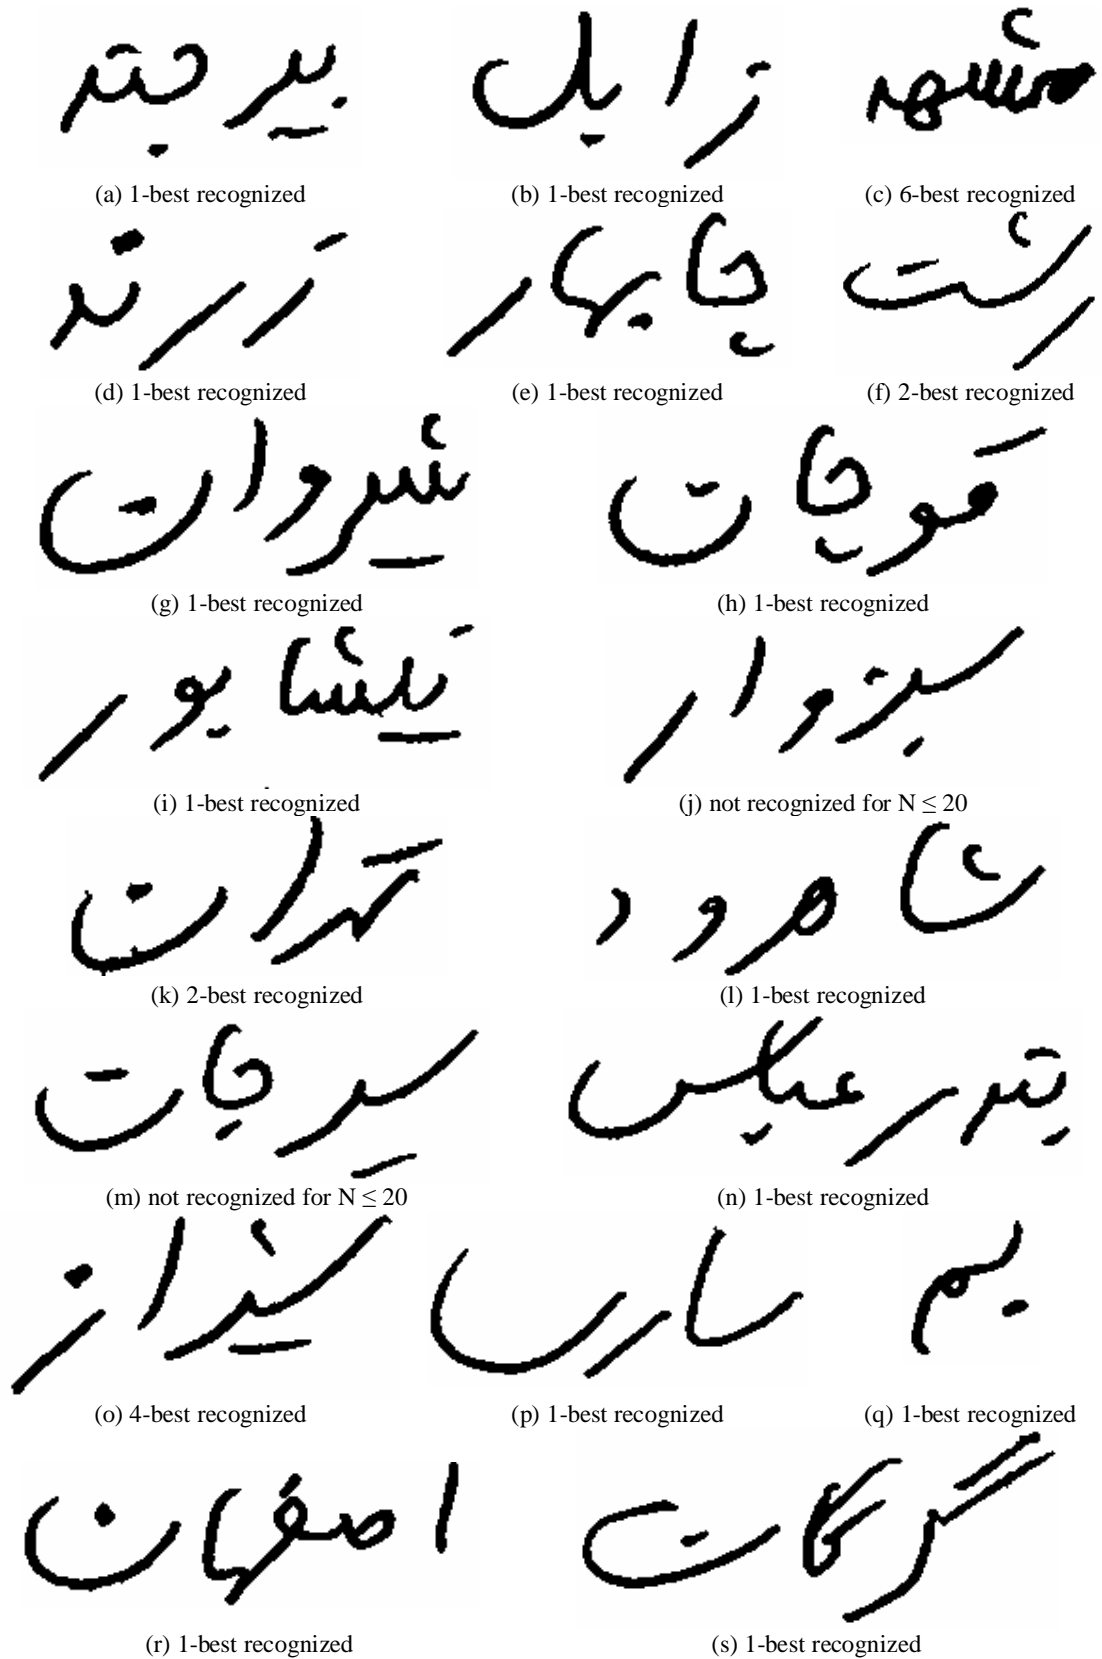 بیرجند
(a) 1-best recognized
زابل
(b) 1-best recognized
مشهد
(c) 6-best recognized
زرند
(d) 1-best recognized
چابهار
(e) 1-best recognized
رشت
(f) 2-best recognized
شیروان
(g) 1-best recognized
قوچان
(h) 1-best recognized
نیشابور
(i) 1-best recognized
سبزوار
(j) not recognized for N ≤ 20
تهران
(k) 2-best recognized
شاهرود
(l) 1-best recognized
سیرجان
(m) not recognized for N ≤ 20
بندرعباس
(n) 1-best recognized
شیراز
(o) 4-best recognized
ساری
(p) 1-best recognized
بم
(q) 1-best recognized
اصفهان
(r) 1-best recognized
گرگان
(s) 1-best recognized